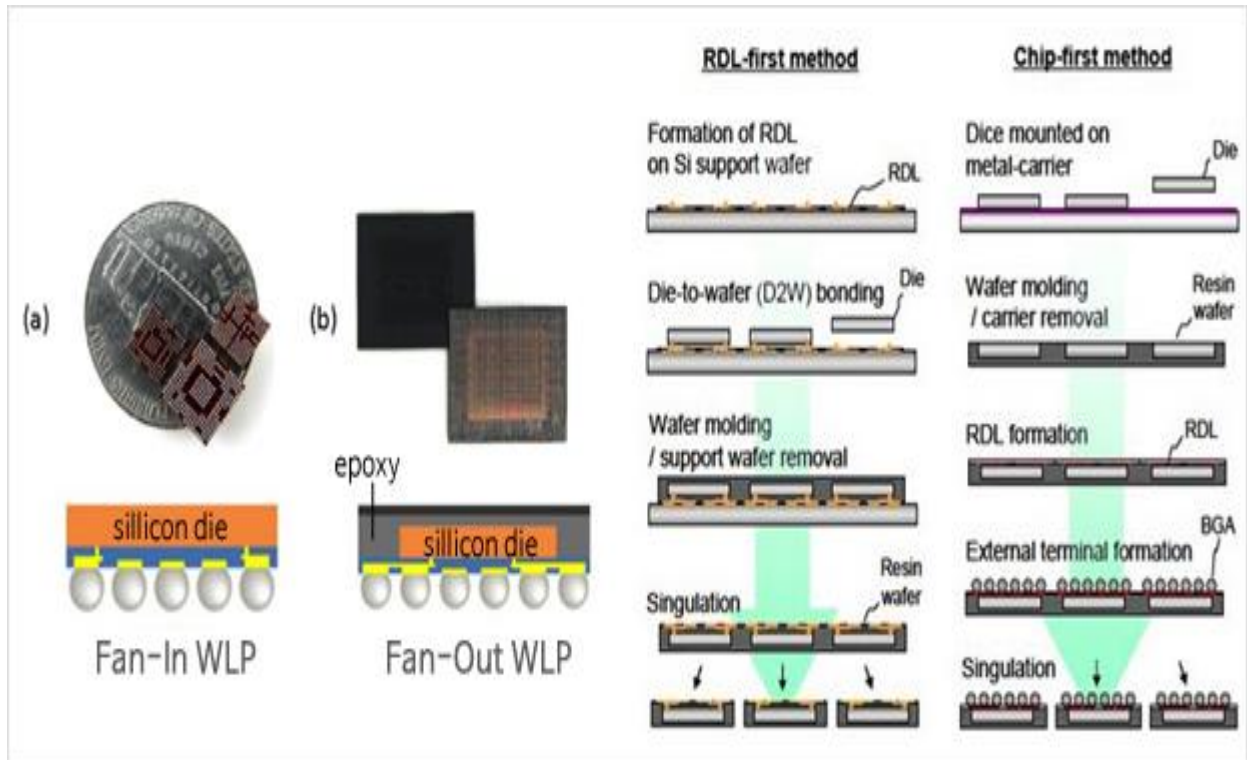 (a)
(b)
epoxy
sillicon die
sillicon die
Fan-In WLP
Fan-Out WLP
RDL-first method
Formation of RDL
on Si support wafer
RDL
Die-to-wafer (D2W) bonding
Die
Wafer molding
/ support wafer removal
Singulation
Resin
wafer
Chip-first method
Dice mounted on
metal-carrier
Die
Wafer molding
/ carrier removal
Resin
wafer
RDL formation
RDL
External terminal formation
BGA
Singulation